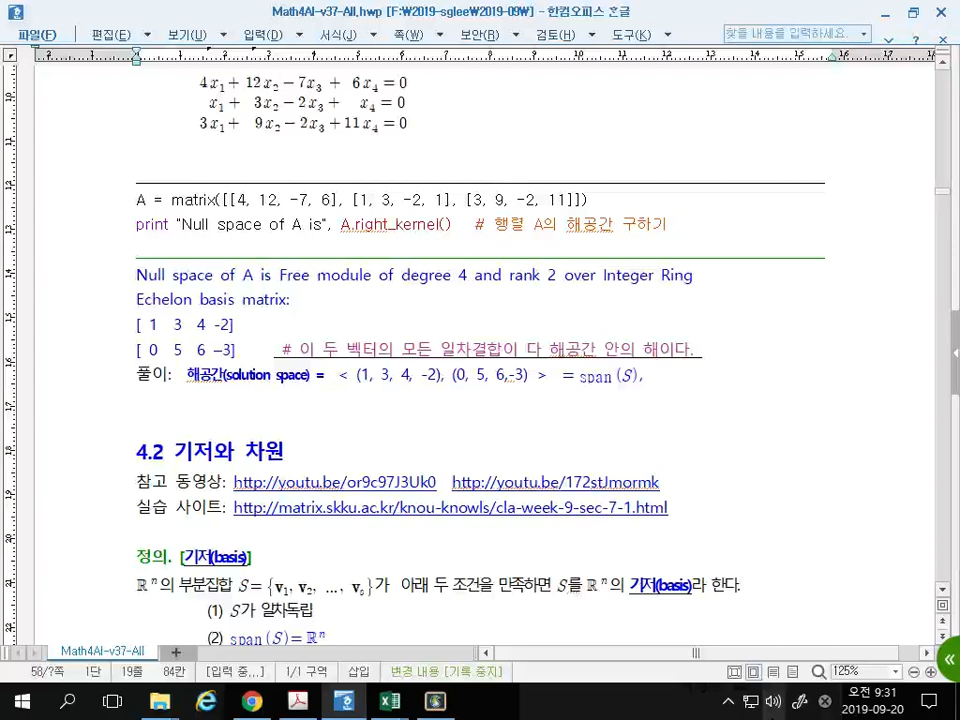 Math4AI-v37-All.hwp [F:\2019-sglee\2019-09\] - 한컴오피스 한글
파일(F) 편집(E) 보기(U) 입력(D) 서식(J) 쪽(W) 보안(R) 검토(H) 도구(K) 찾을 내용을 입력하세요.
4x₁ + 12x₂ − 7x₃ + 6x₄ = 0
x₁ + 3x₂ − 2x₃ + x₄ = 0
3x₁ + 9x₂ − 2x₃ + 11x₄ = 0
A = matrix([[4, 12, -7, 6], [1, 3, -2, 1], [3, 9, -2, 11]])
print "Null space of A is", A.right_kernel() # 행렬 A의 해공간 구하기
Null space of A is Free module of degree 4 and rank 2 over Integer Ring
Echelon basis matrix:
[ 1 3 4 -2]
[ 0 5 6 –3] # 이 두 벡터의 모든 일차결합이 다 해공간 안의 해이다.
풀이: 해공간(solution space) = < (1, 3, 4, -2), (0, 5, 6,-3) > = span (S),
4.2 기저와 차원
참고 동영상: http://youtu.be/or9c97J3Uk0 http://youtu.be/172stJmormk
실습 사이트: http://matrix.skku.ac.kr/knou-knowls/cla-week-9-sec-7-1.html
정의. [기저(basis)]
ℝⁿ의 부분집합 S = {v₁, v₂, ..., vₛ}가 아래 두 조건을 만족하면 S를 ℝⁿ의 기저(basis)라 한다.
(1) S가 일차독립
(2) span (S) = ℝⁿ
Math4AI-v37-All
58/?쪽 1단 19줄 84칸 [입력 중...] 1/1 구역 삽입 변경 내용 [기록 중지] 125%
오전 9:31
2019-09-20